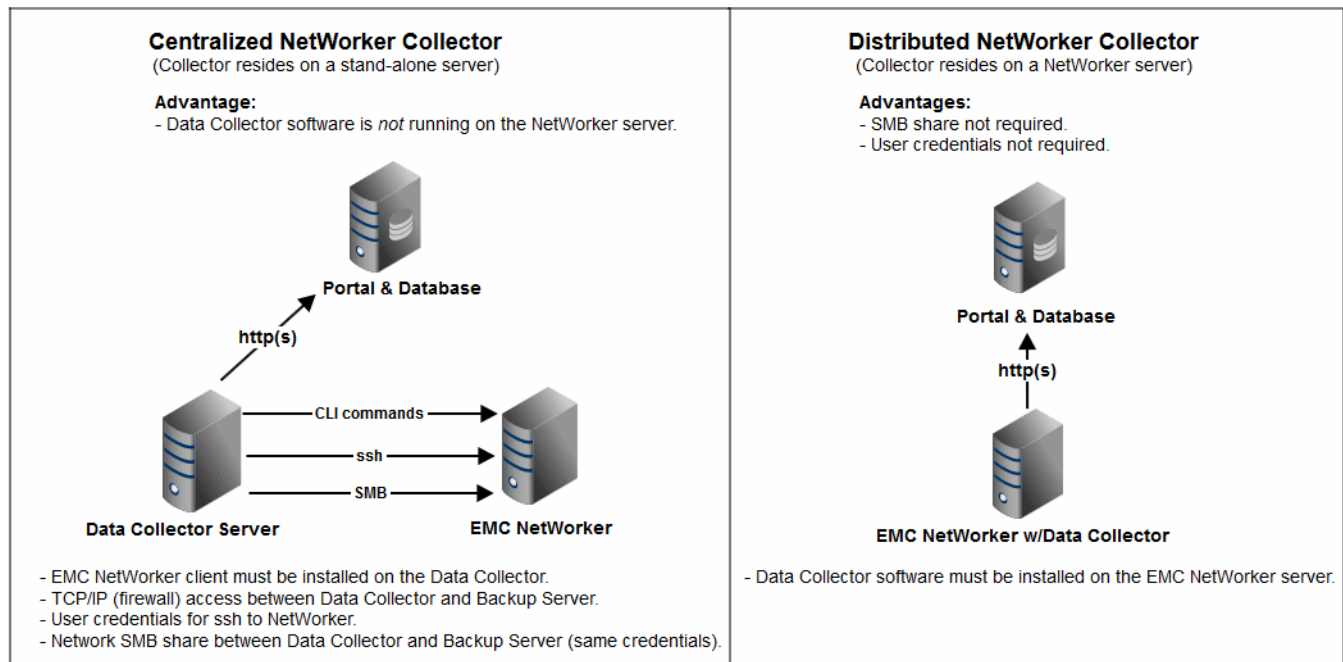 Centralized NetWorker Collector
(Collector resides on a stand-alone server)
Advantage:
- Data Collector software is not running on the NetWorker server.
Portal & Database
http(s)
CLI commands
ssh
SMB
Data Collector Server
EMC NetWorker
- EMC NetWorker client must be installed on the Data Collector.
- TCP/IP (firewall) access between Data Collector and Backup Server.
- User credentials for ssh to NetWorker.
- Network SMB share between Data Collector and Backup Server (same credentials).
Distributed NetWorker Collector
(Collector resides on a NetWorker server)
Advantages:
- SMB share not required.
- User credentials not required.
Portal & Database
http(s)
EMC NetWorker w/Data Collector
- Data Collector software must be installed on the EMC NetWorker server.